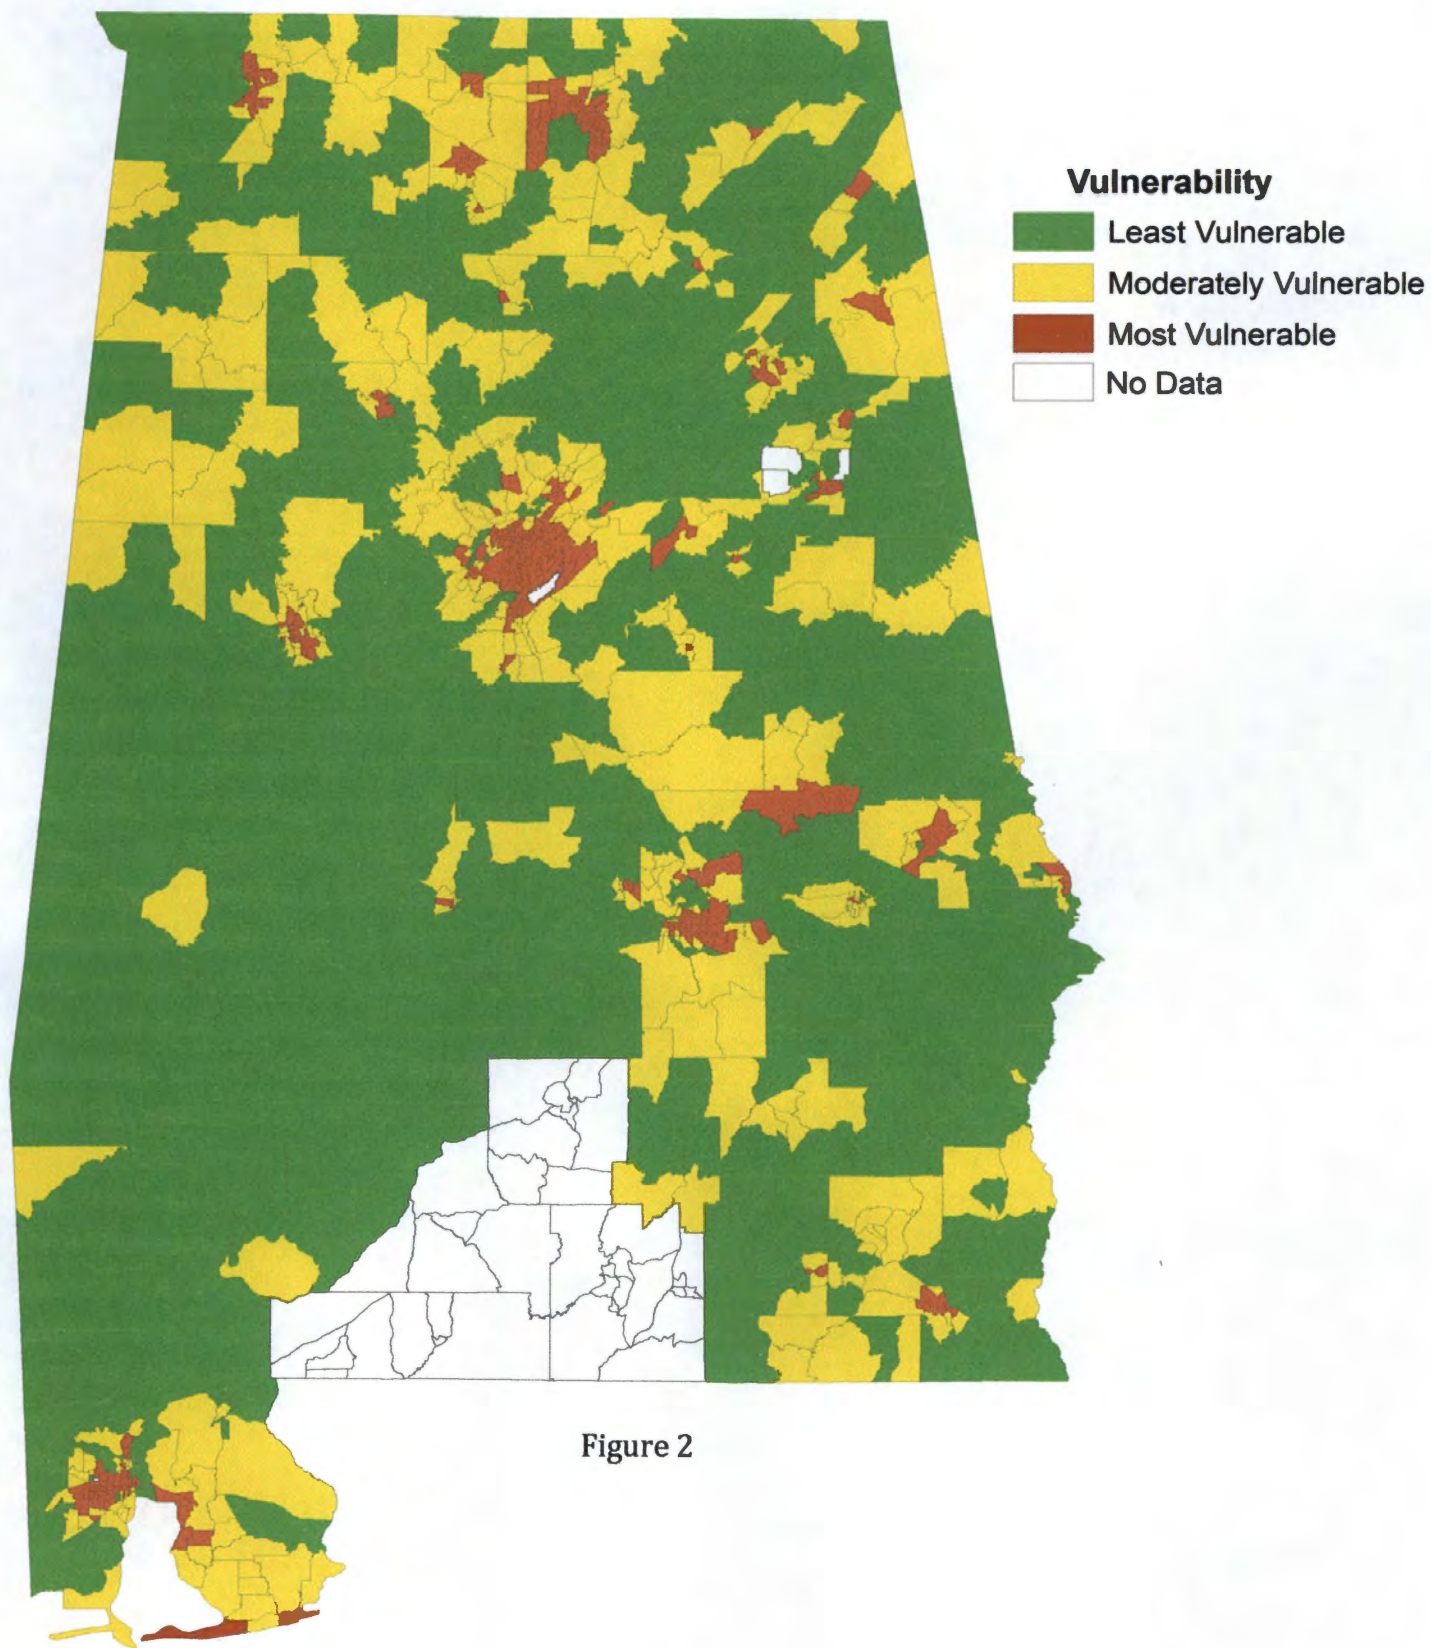 Vulnerability
Least Vulnerable
Moderately Vulnerable
Most Vulnerable
No Data
Figure 2